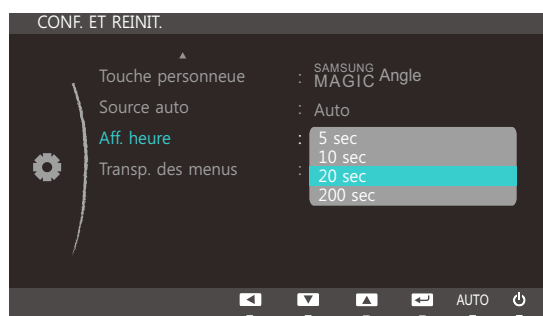 CONF. ET REINIT.
Touche personneue : SAMSUNG MAGIC Angle
Source auto : Auto
Aff. heure : 5 sec
10 sec
20 sec
200 sec
Transp. des menus :
AUTO